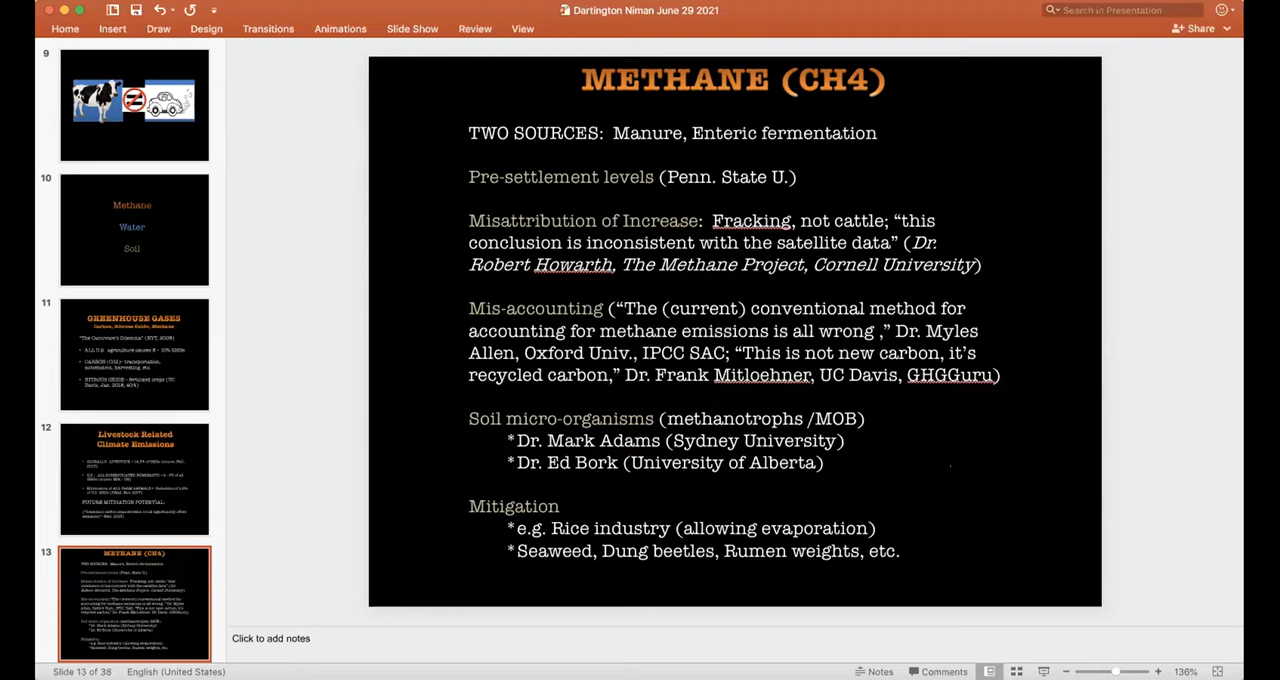 Dartington Niman June 29 2021
Search in Presentation
Home Insert Draw Design Transitions Animations Slide Show Review View
Share
9
10
Methane
Water
Soil
11
GREENHOUSE GASES
Carbon, Nitrous Oxide, Methane
12
Livestock Related
Climate Emissions
13
METHANE (CH4)
METHANE (CH4)
TWO SOURCES: Manure, Enteric fermentation
Pre-settlement levels (Penn. State U.)
Misattribution of Increase: Fracking, not cattle; “this
conclusion is inconsistent with the satellite data” (Dr.
Robert Howarth, The Methane Project, Cornell University)
Mis-accounting (“The (current) conventional method for
accounting for methane emissions is all wrong ,” Dr. Myles
Allen, Oxford Univ., IPCC SAC; “This is not new carbon, it’s
recycled carbon,” Dr. Frank Mitloehner, UC Davis, GHGGuru)
Soil micro-organisms (methanotrophs /MOB)
*Dr. Mark Adams (Sydney University)
*Dr. Ed Bork (University of Alberta)
Mitigation
*e.g. Rice industry (allowing evaporation)
*Seaweed, Dung beetles, Rumen weights, etc.
Click to add notes
Slide 13 of 38 English (United States)
Notes Comments 136%